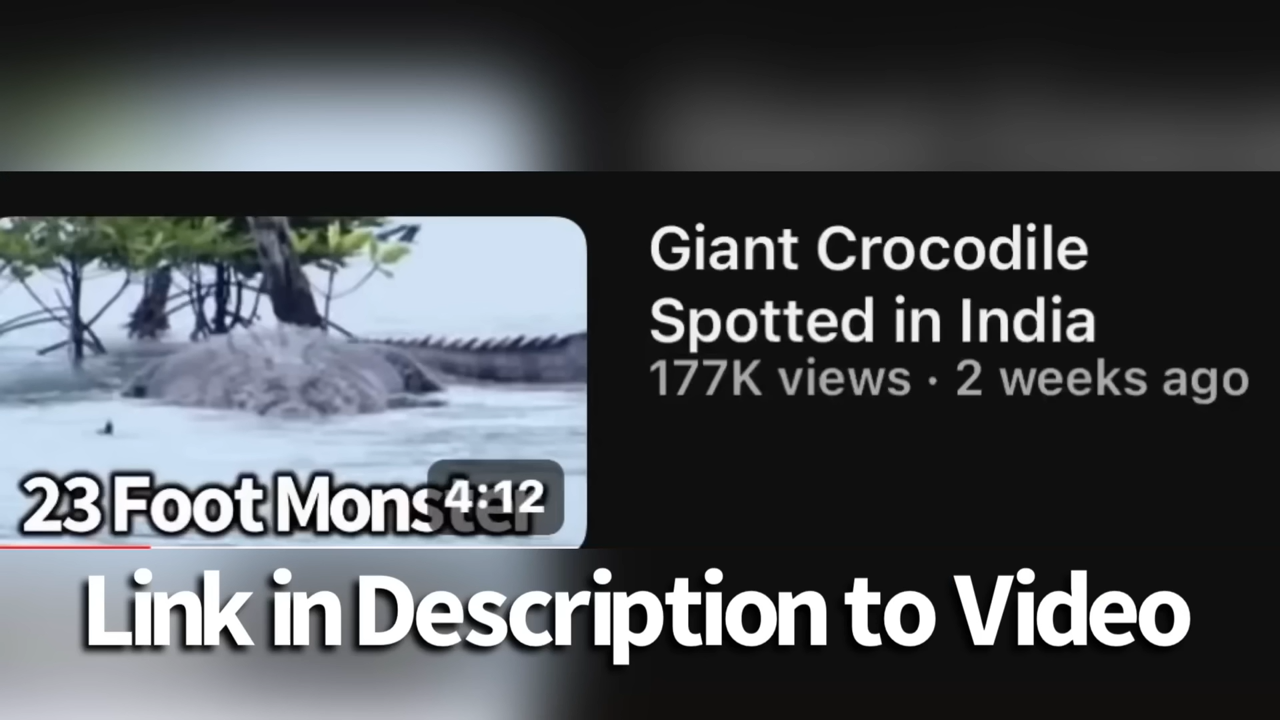 Giant Crocodile
Spotted in India
177K views · 2 weeks ago
23 Foot Monster
4:12
Link in Description to Video